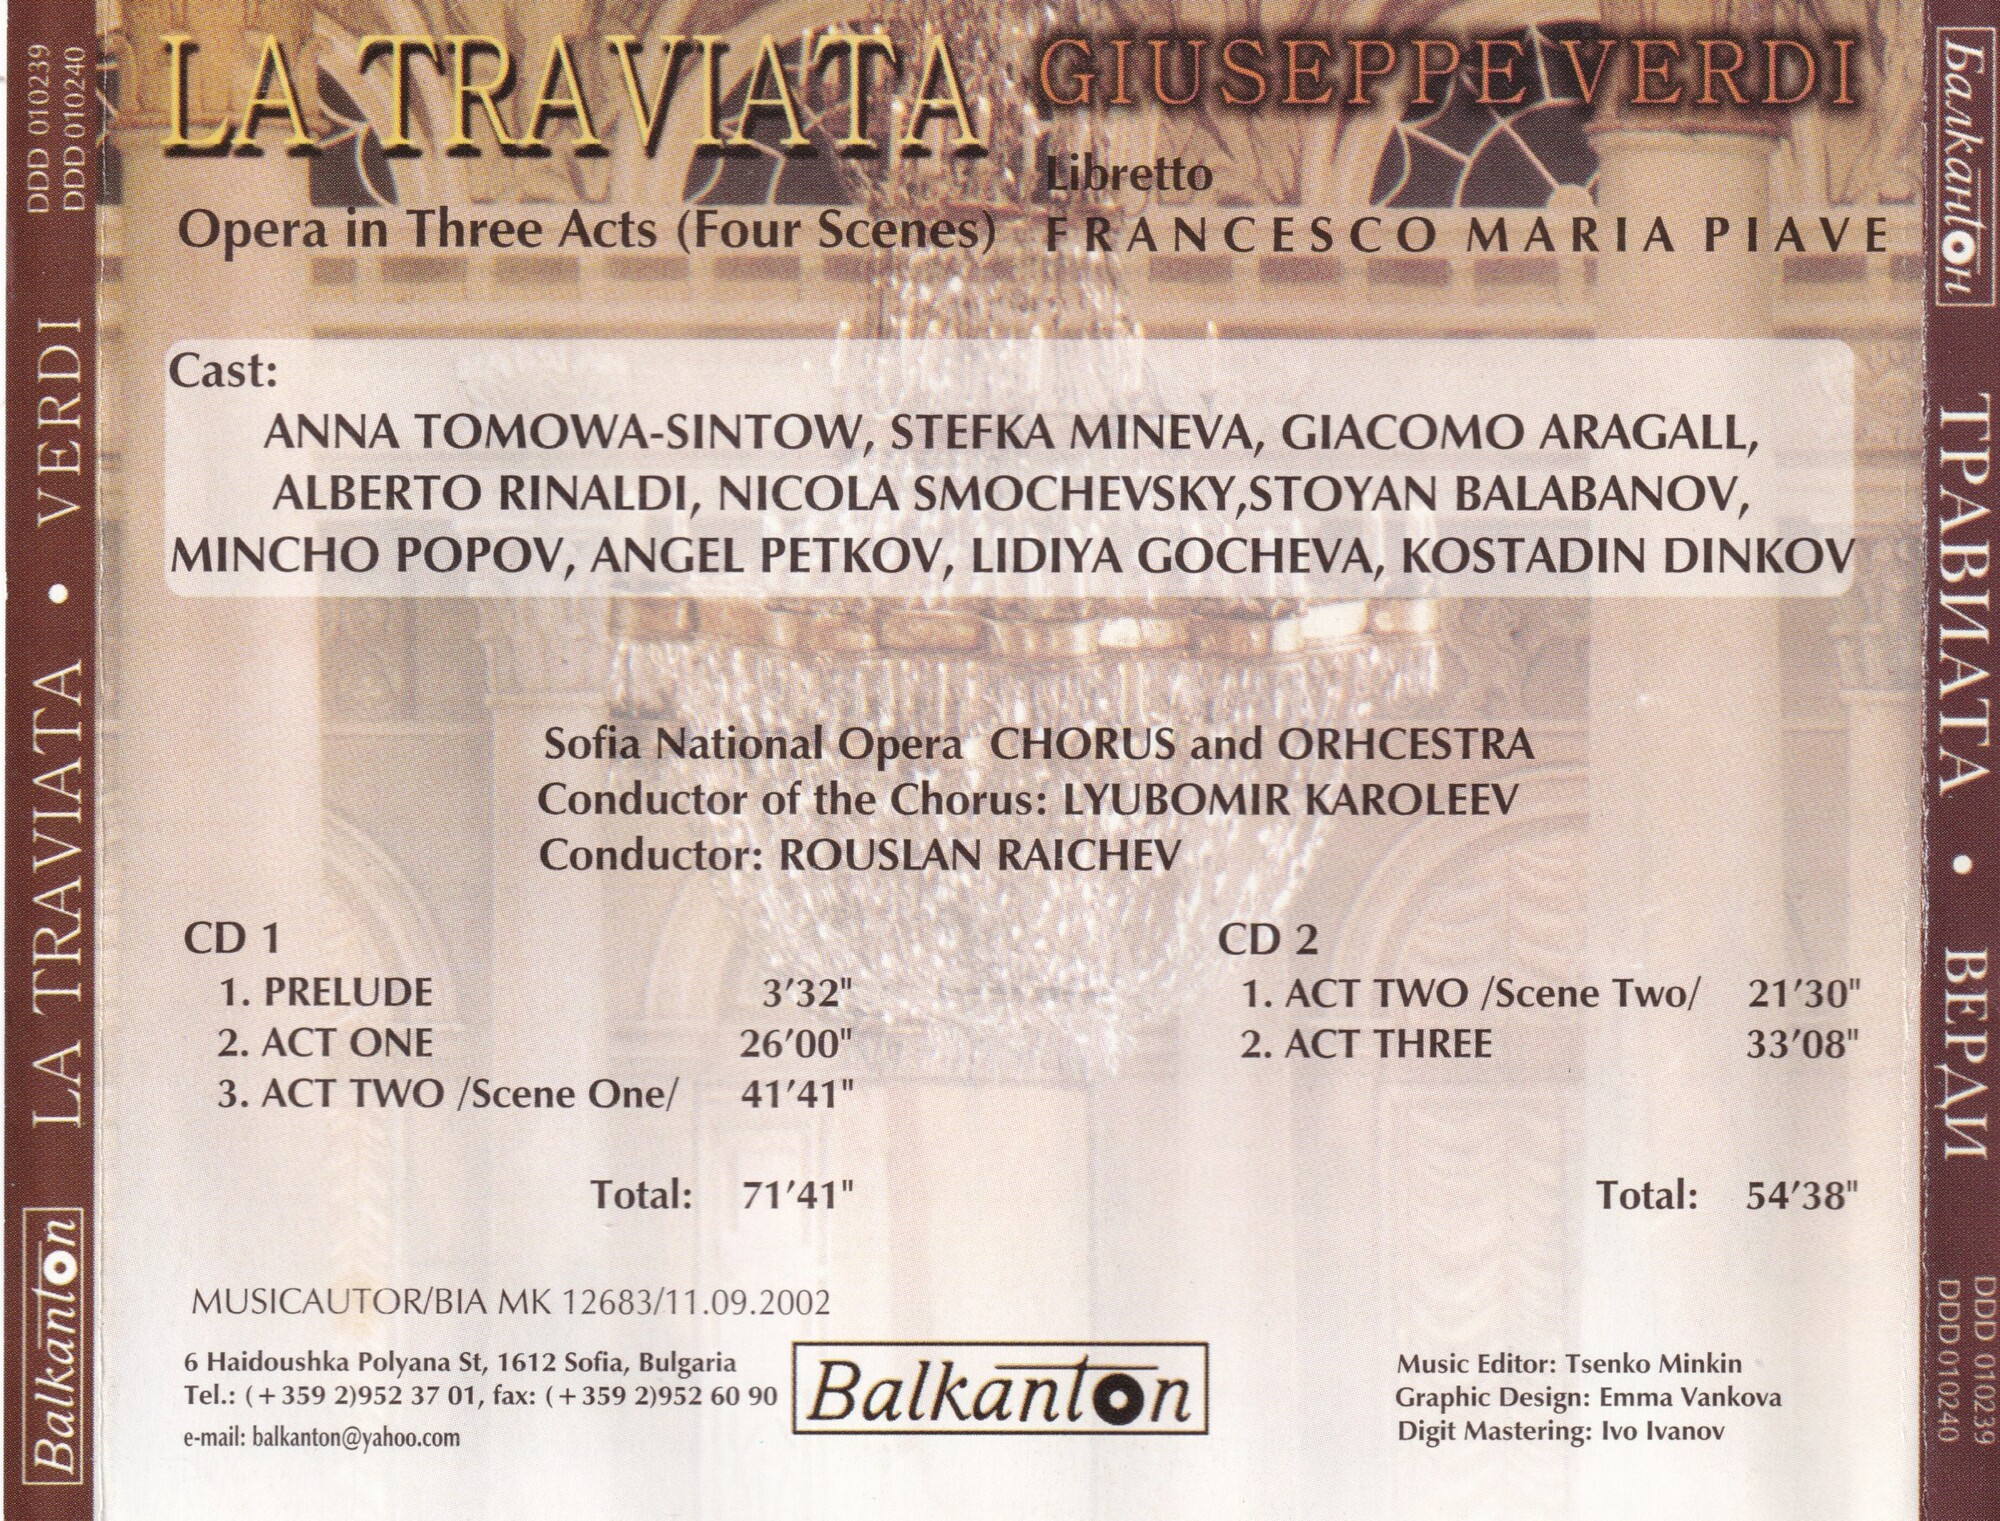 DDD 010239
DDD 010240
LA TRAVIATA • VERDI
Balkanton
LA TRAVIATA
GIUSEPPE VERDI
Opera in Three Acts (Four Scenes)
Libretto
FRANCESCO MARIA PIAVE
Cast:
ANNA TOMOWA-SINTOW, STEFKA MINEVA, GIACOMO ARAGALL,
ALBERTO RINALDI, NICOLA SMOCHEVSKY,STOYAN BALABANOV,
MINCHO POPOV, ANGEL PETKOV, LIDIYA GOCHEVA, KOSTADIN DINKOV
Sofia National Opera CHORUS and ORHCESTRA
Conductor of the Chorus: LYUBOMIR KAROLEEV
Conductor: ROUSLAN RAICHEV
CD 1
1. PRELUDE 3'32"
2. ACT ONE 26'00"
3. ACT TWO /Scene One/ 41'41"
Total: 71'41"
CD 2
1. ACT TWO /Scene Two/ 21'30"
2. ACT THREE 33'08"
Total: 54'38"
MUSICAUTOR/BIA MK 12683/11.09.2002
6 Haidoushka Polyana St, 1612 Sofia, Bulgaria
Tel.: (+359 2)952 37 01, fax: (+359 2)952 60 90
e-mail: balkanton@yahoo.com
Balkanton
Music Editor: Tsenko Minkin
Graphic Design: Emma Vankova
Digit Mastering: Ivo Ivanov
Балкантон
ТРАВИАТА • ВЕРДИ
DDD 010239
DDD 010240